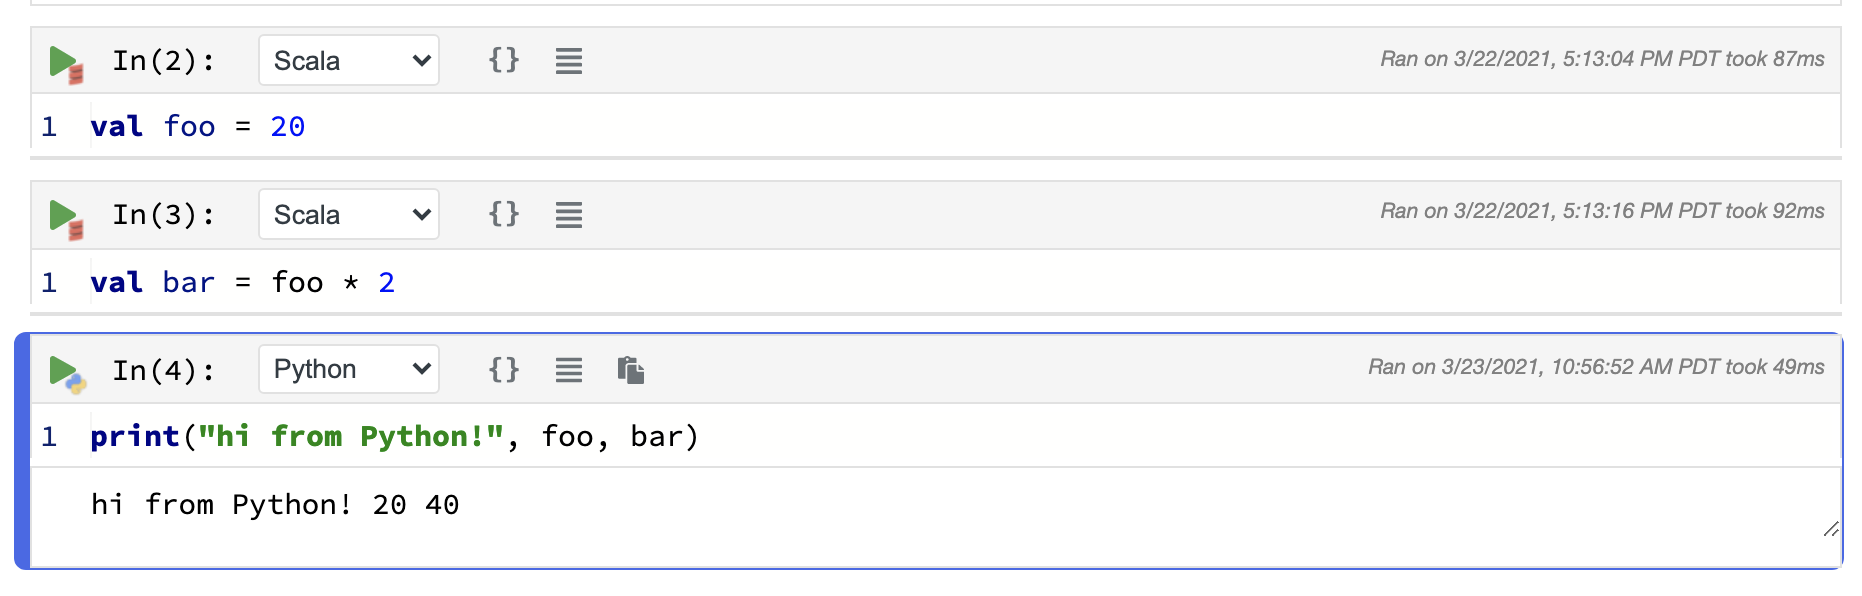 In(2): Scala {} Ran on 3/22/2021, 5:13:04 PM PDT took 87ms
1 val foo = 20
In(3): Scala {} Ran on 3/22/2021, 5:13:16 PM PDT took 92ms
1 val bar = foo * 2
In(4): Python {} Ran on 3/23/2021, 10:56:52 AM PDT took 49ms
1 print("hi from Python!", foo, bar)
hi from Python! 20 40